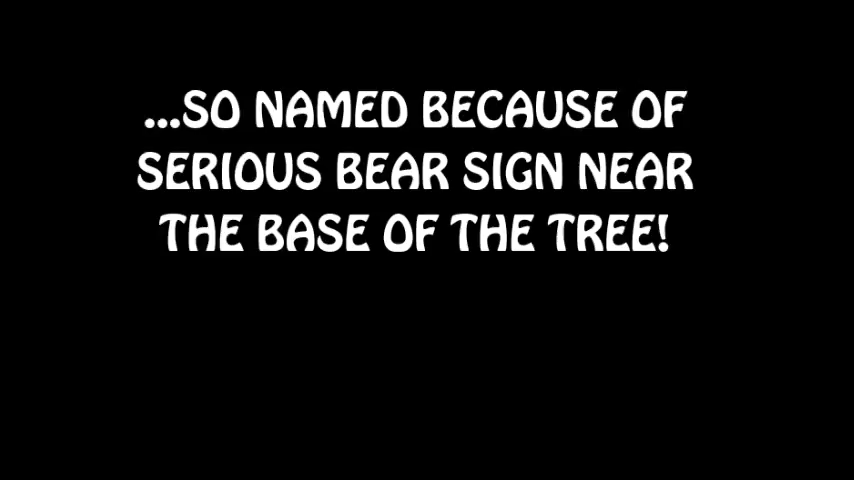 ...SO NAMED BECAUSE OF
SERIOUS BEAR SIGN NEAR
THE BASE OF THE TREE!